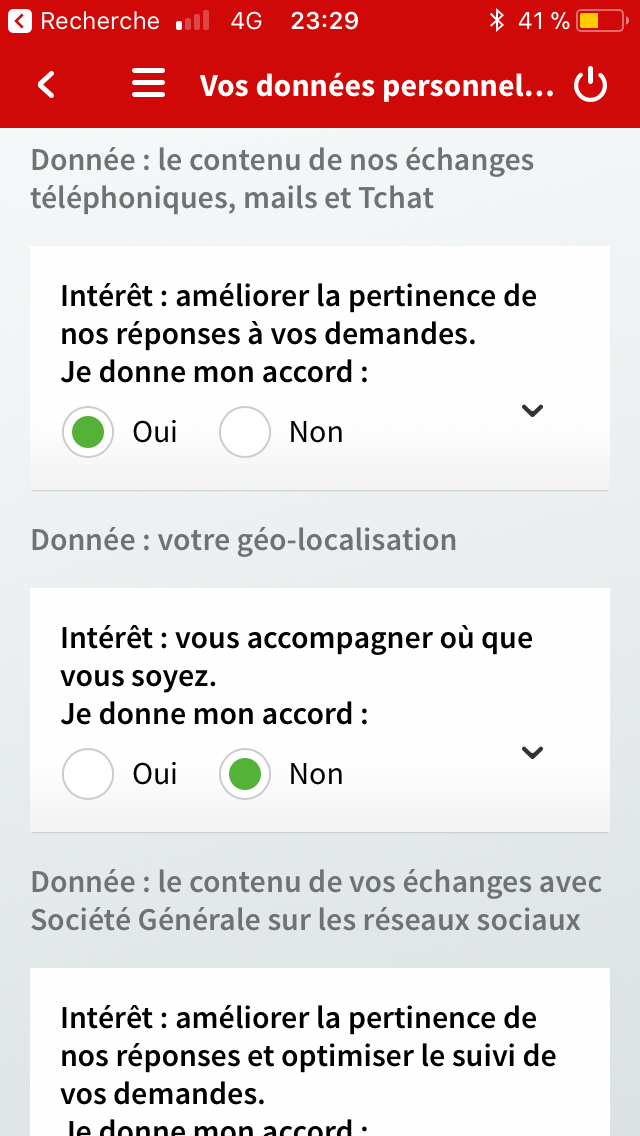 Recherche 4G 23:29 41 %
Vos données personnel...
Donnée : le contenu de nos échanges
téléphoniques, mails et Tchat
Intérêt : améliorer la pertinence de
nos réponses à vos demandes.
Je donne mon accord :
Oui Non
Donnée : votre géo-localisation
Intérêt : vous accompagner où que
vous soyez.
Je donne mon accord :
Oui Non
Donnée : le contenu de vos échanges avec
Société Générale sur les réseaux sociaux
Intérêt : améliorer la pertinence de
nos réponses et optimiser le suivi de
vos demandes.
Je donne mon accord :